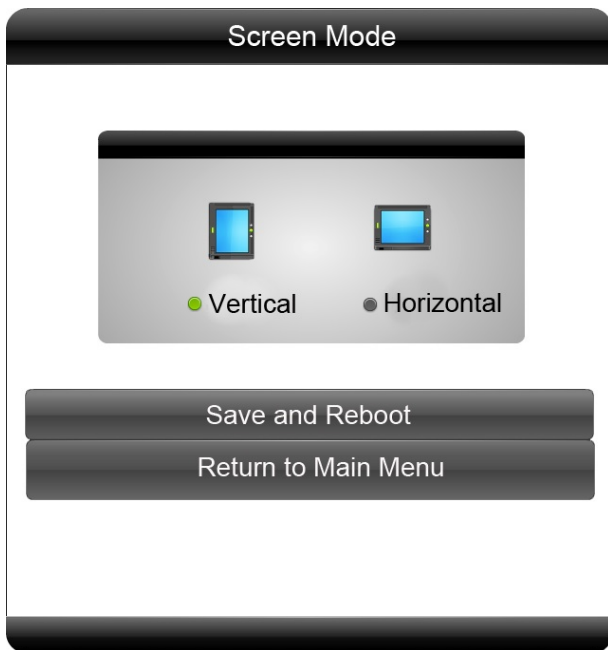 Screen Mode
Vertical Horizontal
Save and Reboot
Return to Main Menu